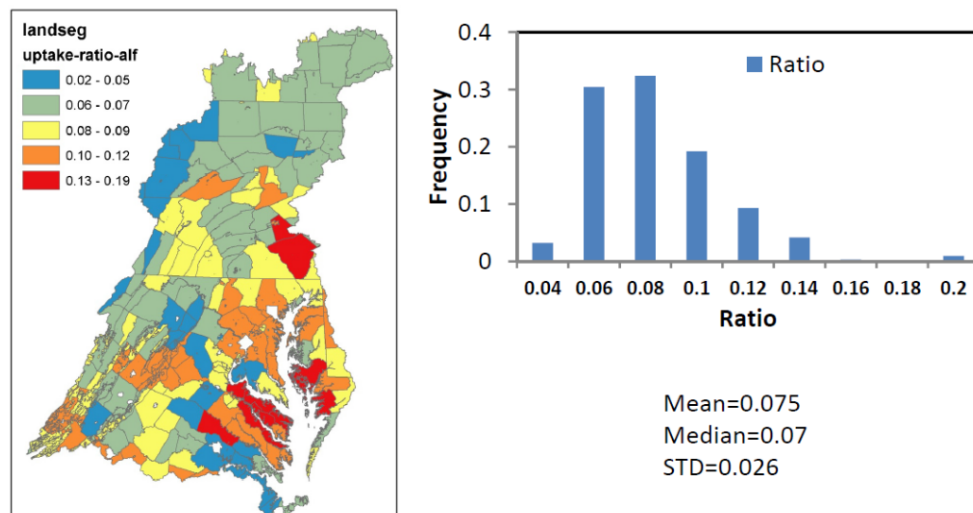 landseg
uptake-ratio-alf
0.02 - 0.05
0.06 - 0.07
0.08 - 0.09
0.10 - 0.12
0.13 - 0.19
0.4
0.3
0.2
0.1
0
Frequency
Ratio
0.04 0.06 0.08 0.1 0.12 0.14 0.16 0.18 0.2
Ratio
Mean=0.075
Median=0.07
STD=0.026